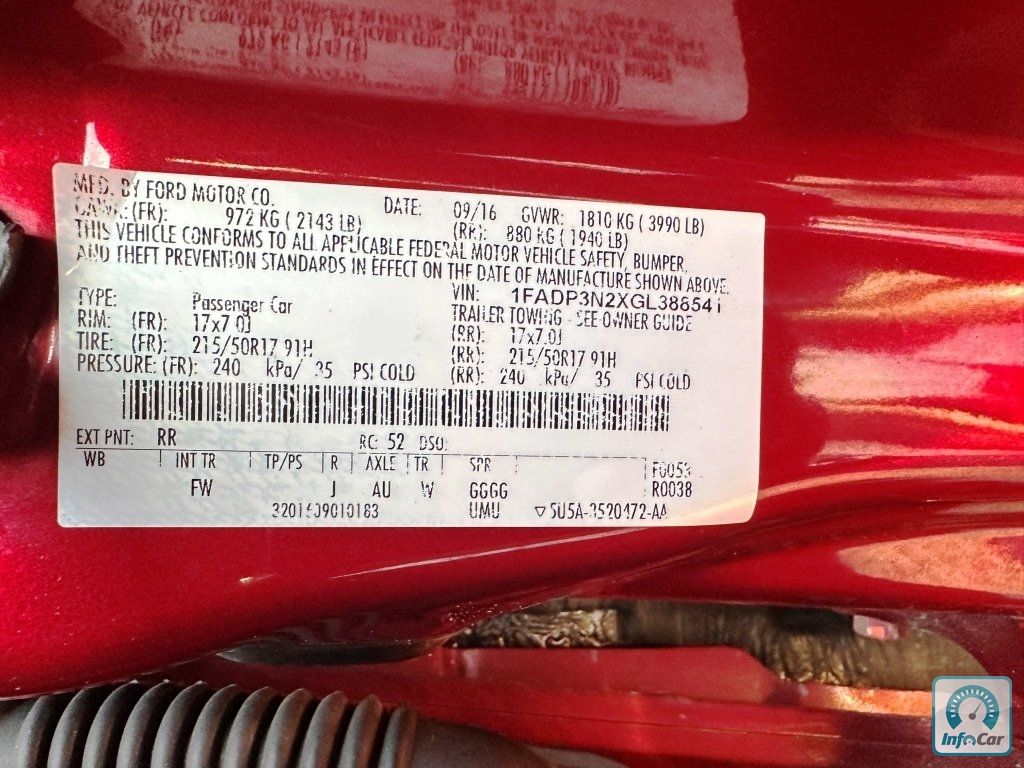 MFD. BY FORD MOTOR CO. DATE: 09/16 GVWR: 1810 KG ( 3990 LB)
GAWR: (FR): 972 KG ( 2143 LB) (RR): 880 KG ( 1940 LB)
THIS VEHICLE CONFORMS TO ALL APPLICABLE FEDERAL MOTOR VEHICLE SAFETY, BUMPER,
AND THEFT PREVENTION STANDARDS IN EFFECT ON THE DATE OF MANUFACTURE SHOWN ABOVE.
VIN: 1FADP3N2XGL388541
TYPE: Passenger Car TRAILER TOWING - SEE OWNER GUIDE
RIM: (FR): 17x7.0J (RR): 17x7.0J
TIRE: (FR): 215/50R17 91H (RR): 215/50R17 91H
PRESSURE: (FR): 240 kPa/ 35 PSI COLD (RR): 240 kPa/ 35 PSI COLD
EXT PNT: RR RC: 52 DSO:
WB INT TR TP/PS R AXLE TR SPR F0053
FW J AU W GGGG R0038
UMU 5U5A-3520472-AA
InfoCar